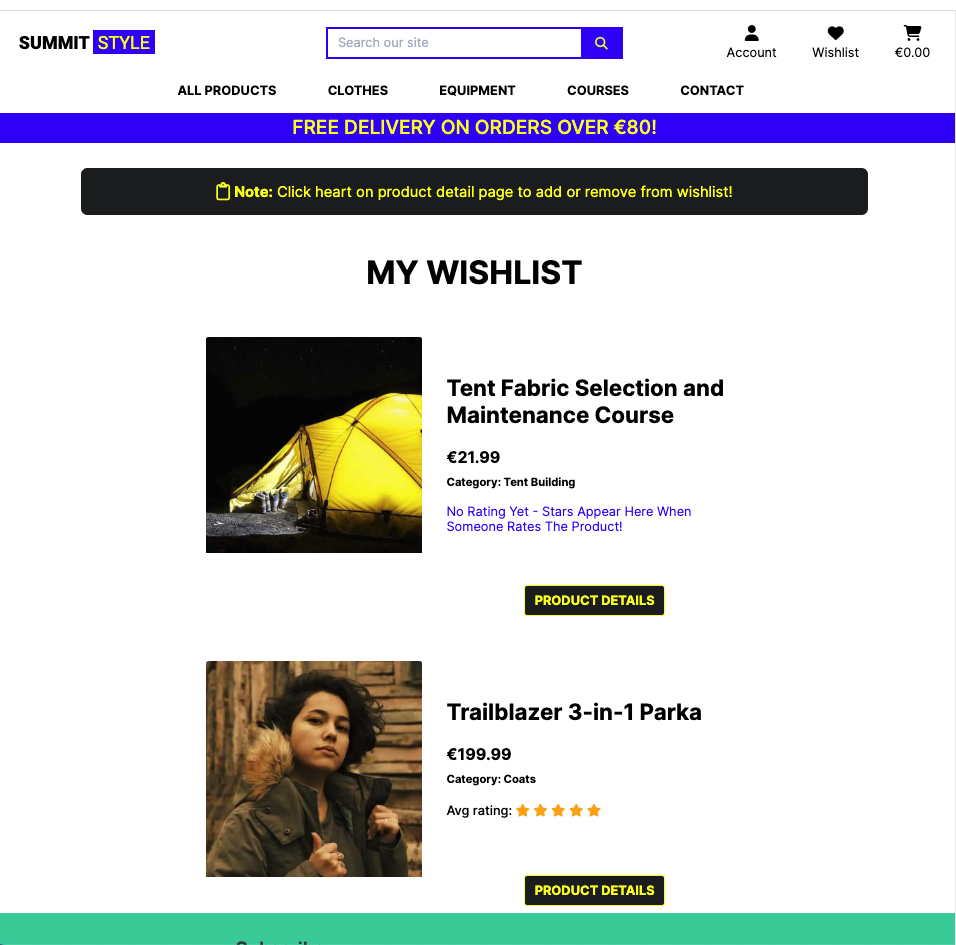 SUMMIT STYLE
Search our site
Account
Wishlist
€0.00
ALL PRODUCTS
CLOTHES
EQUIPMENT
COURSES
CONTACT
FREE DELIVERY ON ORDERS OVER €80!
Note: Click heart on product detail page to add or remove from wishlist!
MY WISHLIST
Tent Fabric Selection and
Maintenance Course
€21.99
Category: Tent Building
No Rating Yet - Stars Appear Here When
Someone Rates The Product!
PRODUCT DETAILS
Trailblazer 3-in-1 Parka
€199.99
Category: Coats
Avg rating:
PRODUCT DETAILS